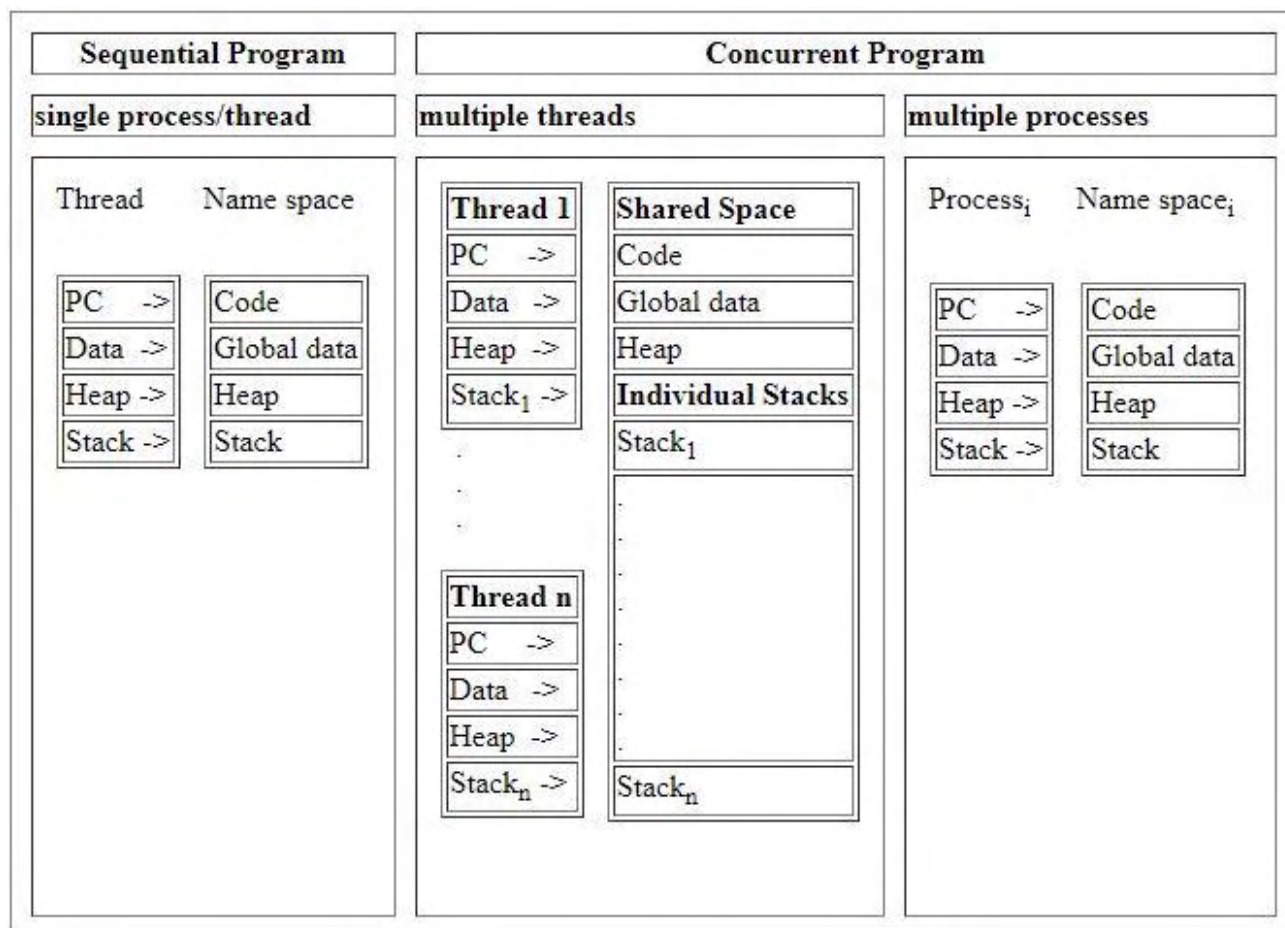 Sequential Program
Concurrent Program
single process/thread
multiple threads
multiple processes
Thread
Name space
PC ->
Data ->
Heap ->
Stack ->
Code
Global data
Heap
Stack
Thread 1
PC ->
Data ->
Heap ->
Stack1 ->
.
.
.
Thread n
PC ->
Data ->
Heap ->
Stackn ->
Shared Space
Code
Global data
Heap
Individual Stacks
Stack1
.
.
.
.
.
.
.
.
Stackn
Processi
Name spacei
PC ->
Data ->
Heap ->
Stack ->
Code
Global data
Heap
Stack